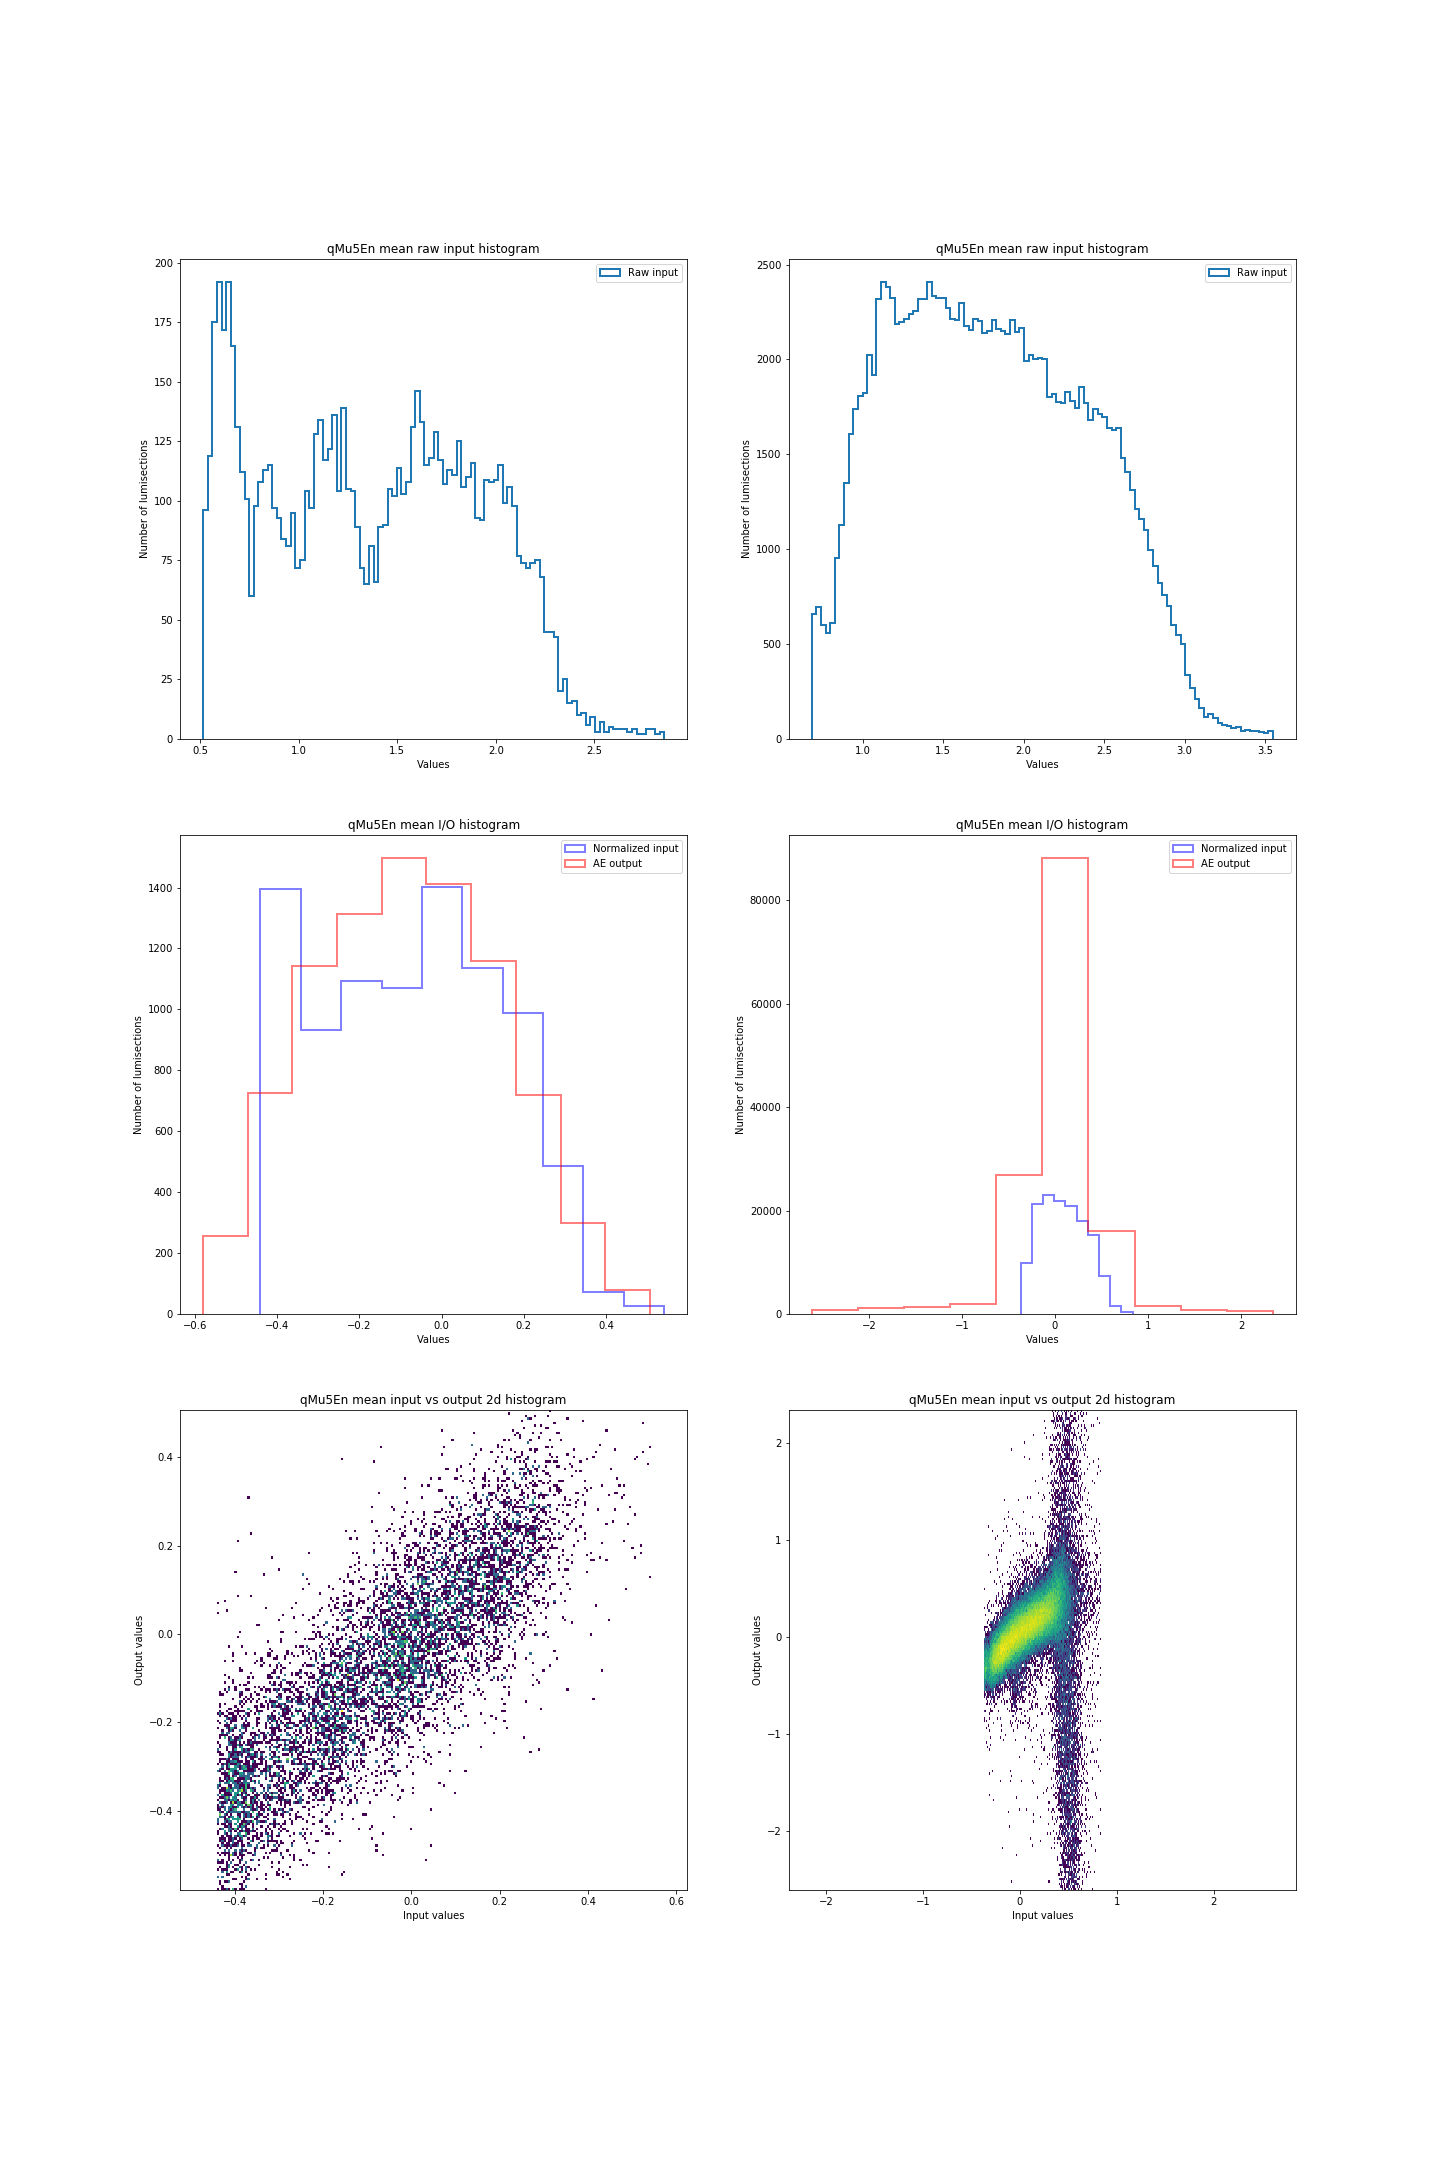 qMu5En mean raw input histogram
Raw input
200
175
150
125
100
75
50
25
0
Number of lumisections
0.5 1.0 1.5 2.0 2.5
Values
qMu5En mean raw input histogram
Raw input
2500
2000
1500
1000
500
0
Number of lumisections
1.0 1.5 2.0 2.5 3.0 3.5
Values
qMu5En mean I/O histogram
Normalized input
AE output
1400
1200
1000
800
600
400
200
0
Number of lumisections
−0.6 −0.4 −0.2 0.0 0.2 0.4
Values
qMu5En mean I/O histogram
Normalized input
AE output
80000
60000
40000
20000
0
Number of lumisections
−2 −1 0 1 2
Values
qMu5En mean input vs output 2d histogram
0.4
0.2
0.0
−0.2
−0.4
Output values
−0.4 −0.2 0.0 0.2 0.4 0.6
Input values
qMu5En mean input vs output 2d histogram
2
1
0
−1
−2
Output values
−2 −1 0 1 2
Input values